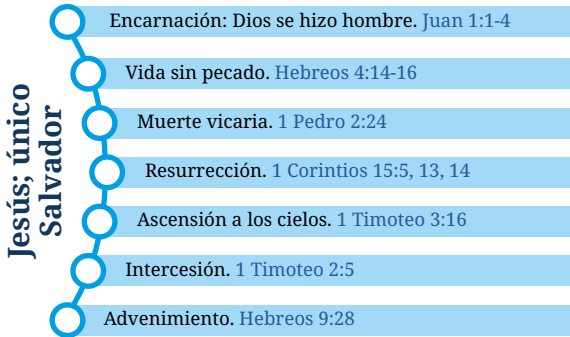 Jesús; único
Salvador
Encarnación: Dios se hizo hombre. Juan 1:1-4
Vida sin pecado. Hebreos 4:14-16
Muerte vicaria. 1 Pedro 2:24
Resurrección. 1 Corintios 15:5, 13, 14
Ascensión a los cielos. 1 Timoteo 3:16
Intercesión. 1 Timoteo 2:5
Advenimiento. Hebreos 9:28